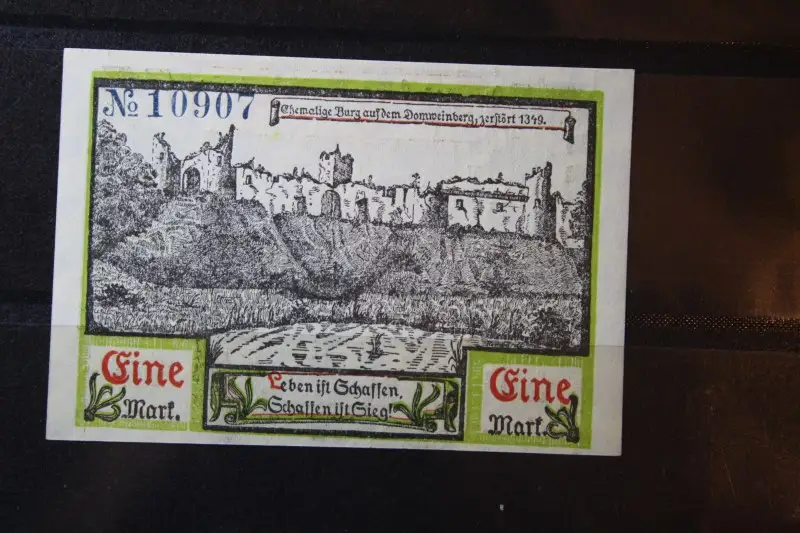 № 10907
Ehemalige Burg auf dem Domweinberg, zerstört 1349.
Eine
Mark.
Leben ist Schaffen,
Schaffen ist Sieg!
Eine
Mark.